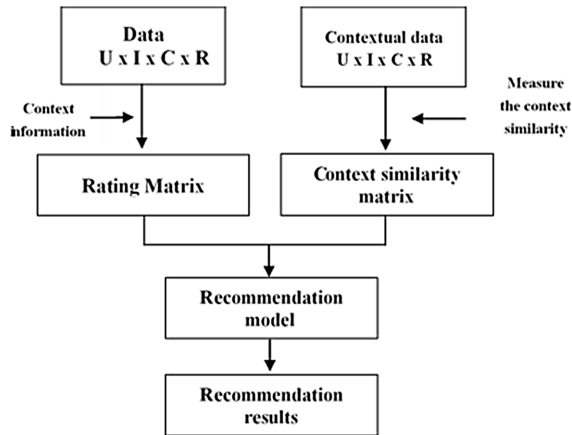 Data
U x I x C x R
Contextual data
U x I x C x R
Context
information
Measure
the context
similarity
Rating Matrix
Context similarity
matrix
Recommendation
model
Recommendation
results